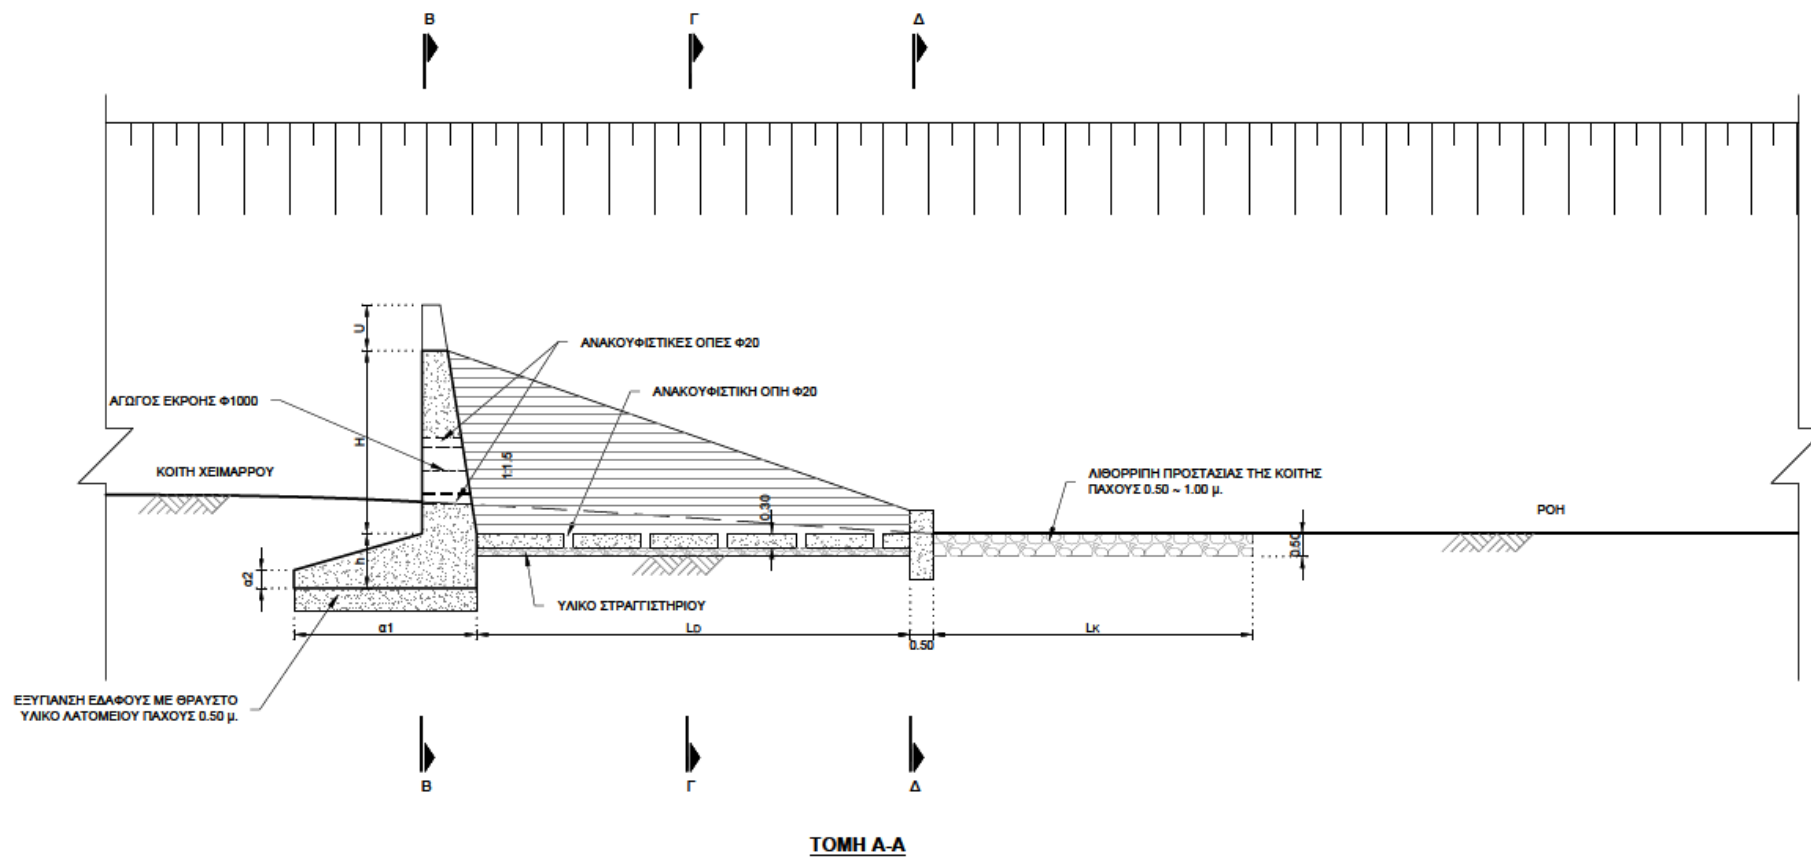 Β
Γ
Δ
U
ΑΝΑΚΟΥΦΙΣΤΙΚΕΣ ΟΠΕΣ Φ20
ΑΝΑΚΟΥΦΙΣΤΙΚΗ ΟΠΗ Φ20
ΑΓΩΓΟΣ ΕΚΡΟΗΣ Φ1000
H
1:1.5
ΚΟΙΤΗ ΧΕΙΜΑΡΡΟΥ
ΛΙΘΟΡΡΙΠΗ ΠΡΟΣΤΑΣΙΑΣ ΤΗΣ ΚΟΙΤΗΣ
ΠΑΧΟΥΣ 0.50 ~ 1.00 μ.
0.30
ΡΟΗ
0.50
h
α2
ΥΛΙΚΟ ΣΤΡΑΓΓΙΣΤΗΡΙΟΥ
α1
LD
0.50
LK
ΕΞΥΓΙΑΝΣΗ ΕΔΑΦΟΥΣ ΜΕ ΘΡΑΥΣΤΟ
ΥΛΙΚΟ ΛΑΤΟΜΕΙΟΥ ΠΑΧΟΥΣ 0.50 μ.
Β
Γ
Δ
ΤΟΜΗ Α-Α